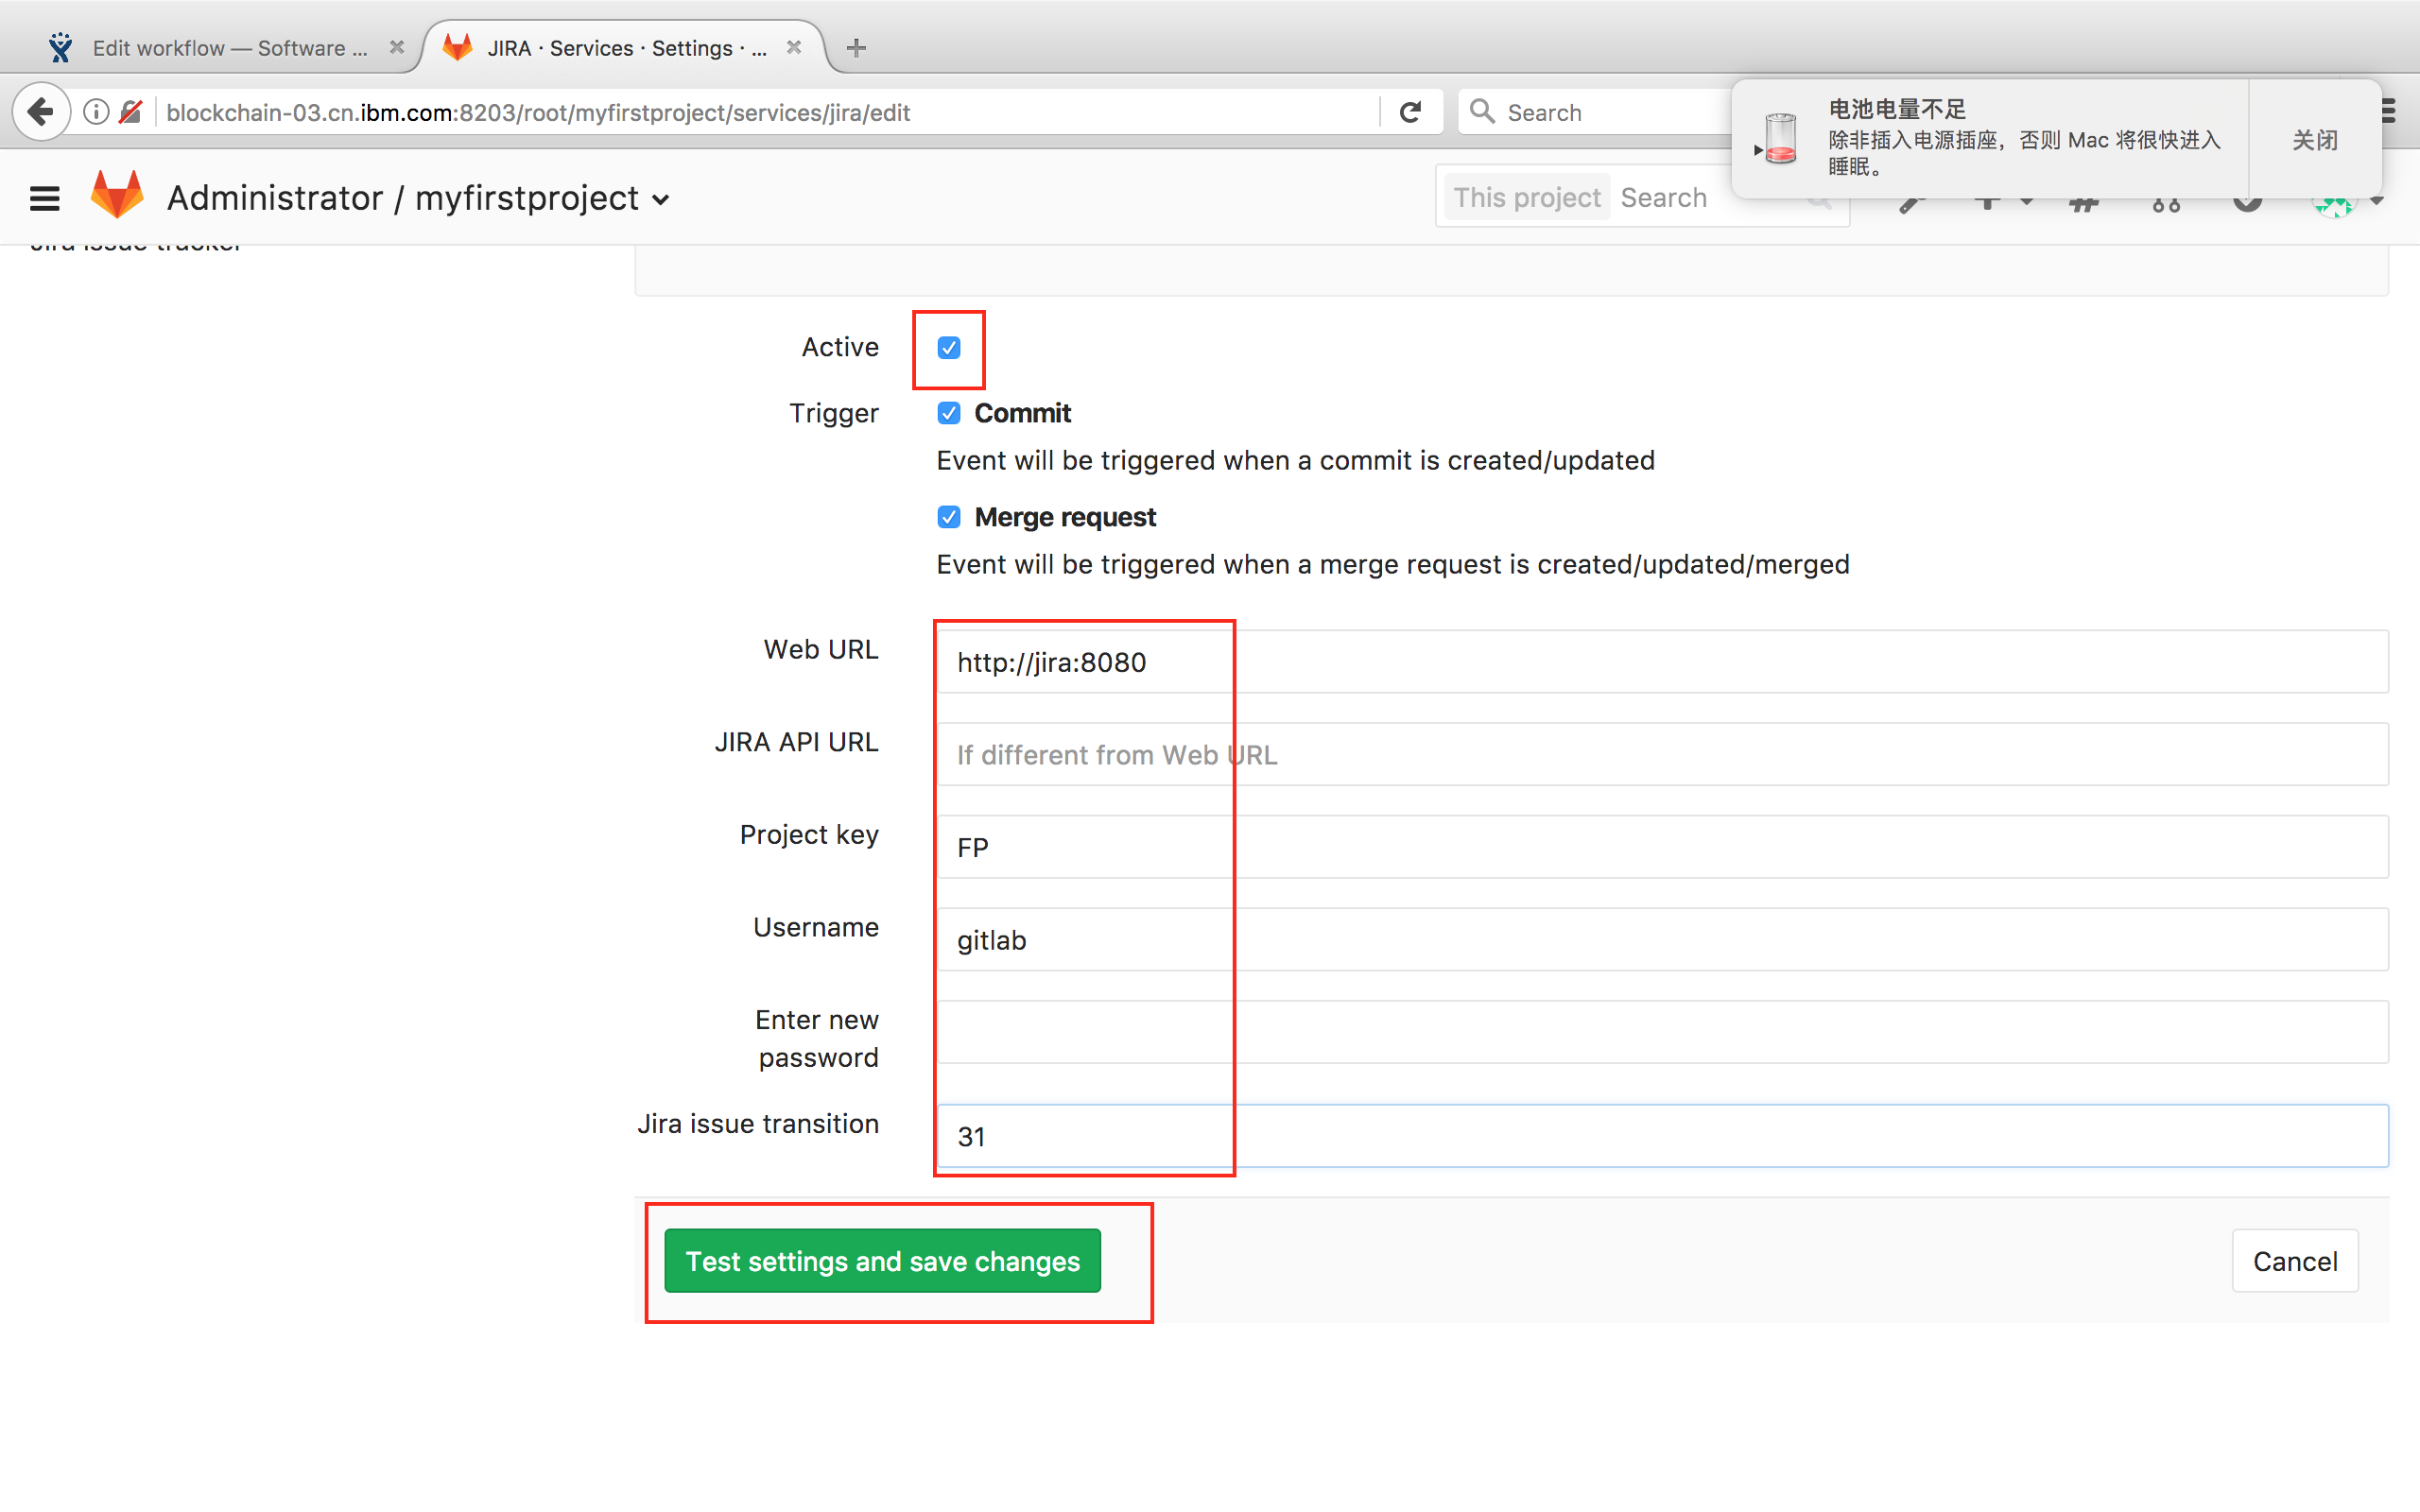 Edit workflow — Software ...
JIRA · Services · Settings · ...
blockchain-03.cn.ibm.com:8203/root/myfirstproject/services/jira/edit
Search
电池电量不足
除非插入电源插座，否则 Mac 将很快进入
睡眠。
关闭
Administrator / myfirstproject
This project
Search
Jira issue tracker
Active
Trigger
Commit
Event will be triggered when a commit is created/updated
Merge request
Event will be triggered when a merge request is created/updated/merged
Web URL
http://jira:8080
JIRA API URL
If different from Web URL
Project key
FP
Username
gitlab
Enter new
password
Jira issue transition
31
Test settings and save changes
Cancel